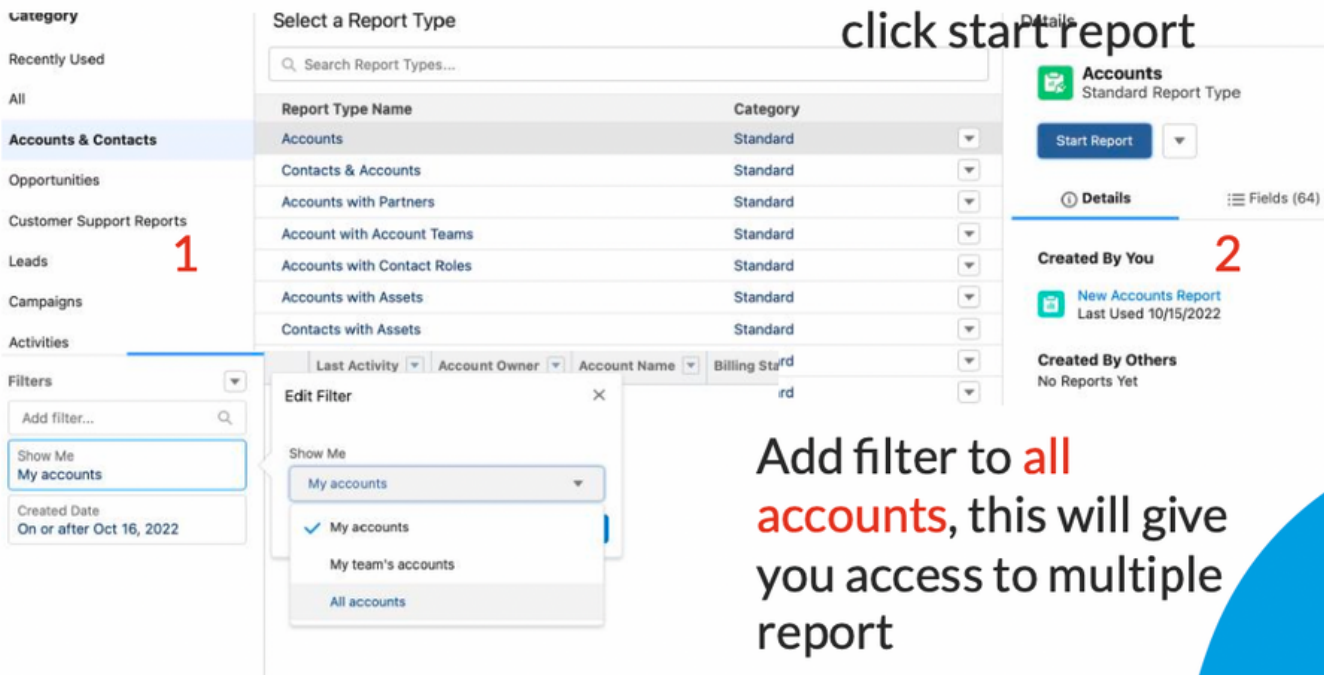 Category
Recently Used
All
Accounts & Contacts
Opportunities
Customer Support Reports
Leads
Campaigns
Activities
1
Select a Report Type
Search Report Types...
Report Type Name Category
Accounts Standard
Contacts & Accounts Standard
Accounts with Partners Standard
Account with Account Teams Standard
Accounts with Contact Roles Standard
Accounts with Assets Standard
Contacts with Assets Standard
click start report
Details
Accounts
Standard Report Type
Start Report
Details Fields (64)
2
Created By You
New Accounts Report
Last Used 10/15/2022
Created By Others
No Reports Yet
Filters
Add filter...
Show Me
My accounts
Created Date
On or after Oct 16, 2022
Last Activity Account Owner Account Name Billing
Edit Filter
Show Me
My accounts
My accounts
My team's accounts
All accounts
Add filter to all
accounts, this will give
you access to multiple
report